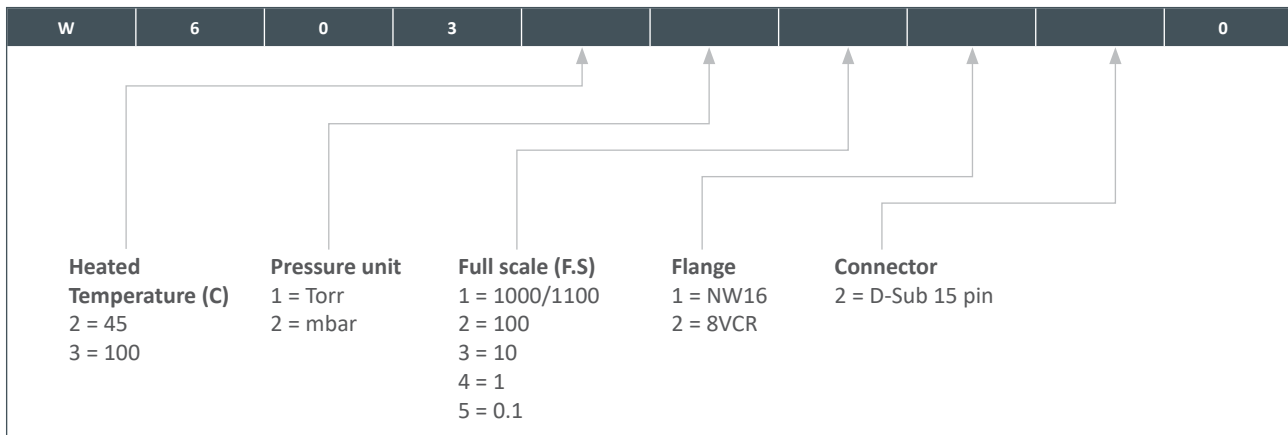 W 6 0 3 0
Heated
Temperature (C)
2 = 45
3 = 100
Pressure unit
1 = Torr
2 = mbar
Full scale (F.S)
1 = 1000/1100
2 = 100
3 = 10
4 = 1
5 = 0.1
Flange
1 = NW16
2 = 8VCR
Connector
2 = D-Sub 15 pin